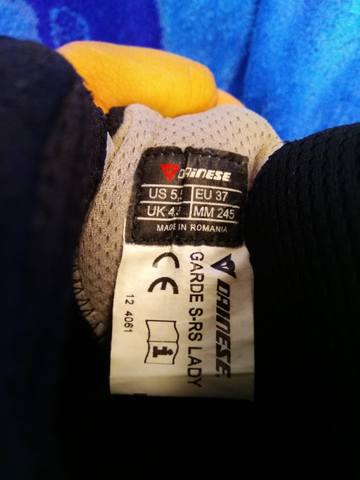 DAINESE
US 5,5 EU 37
UK 4,5 MM 245
MADE IN ROMANIA
DAINESE
GARDE S-RS LADY
CE
i
12 4061